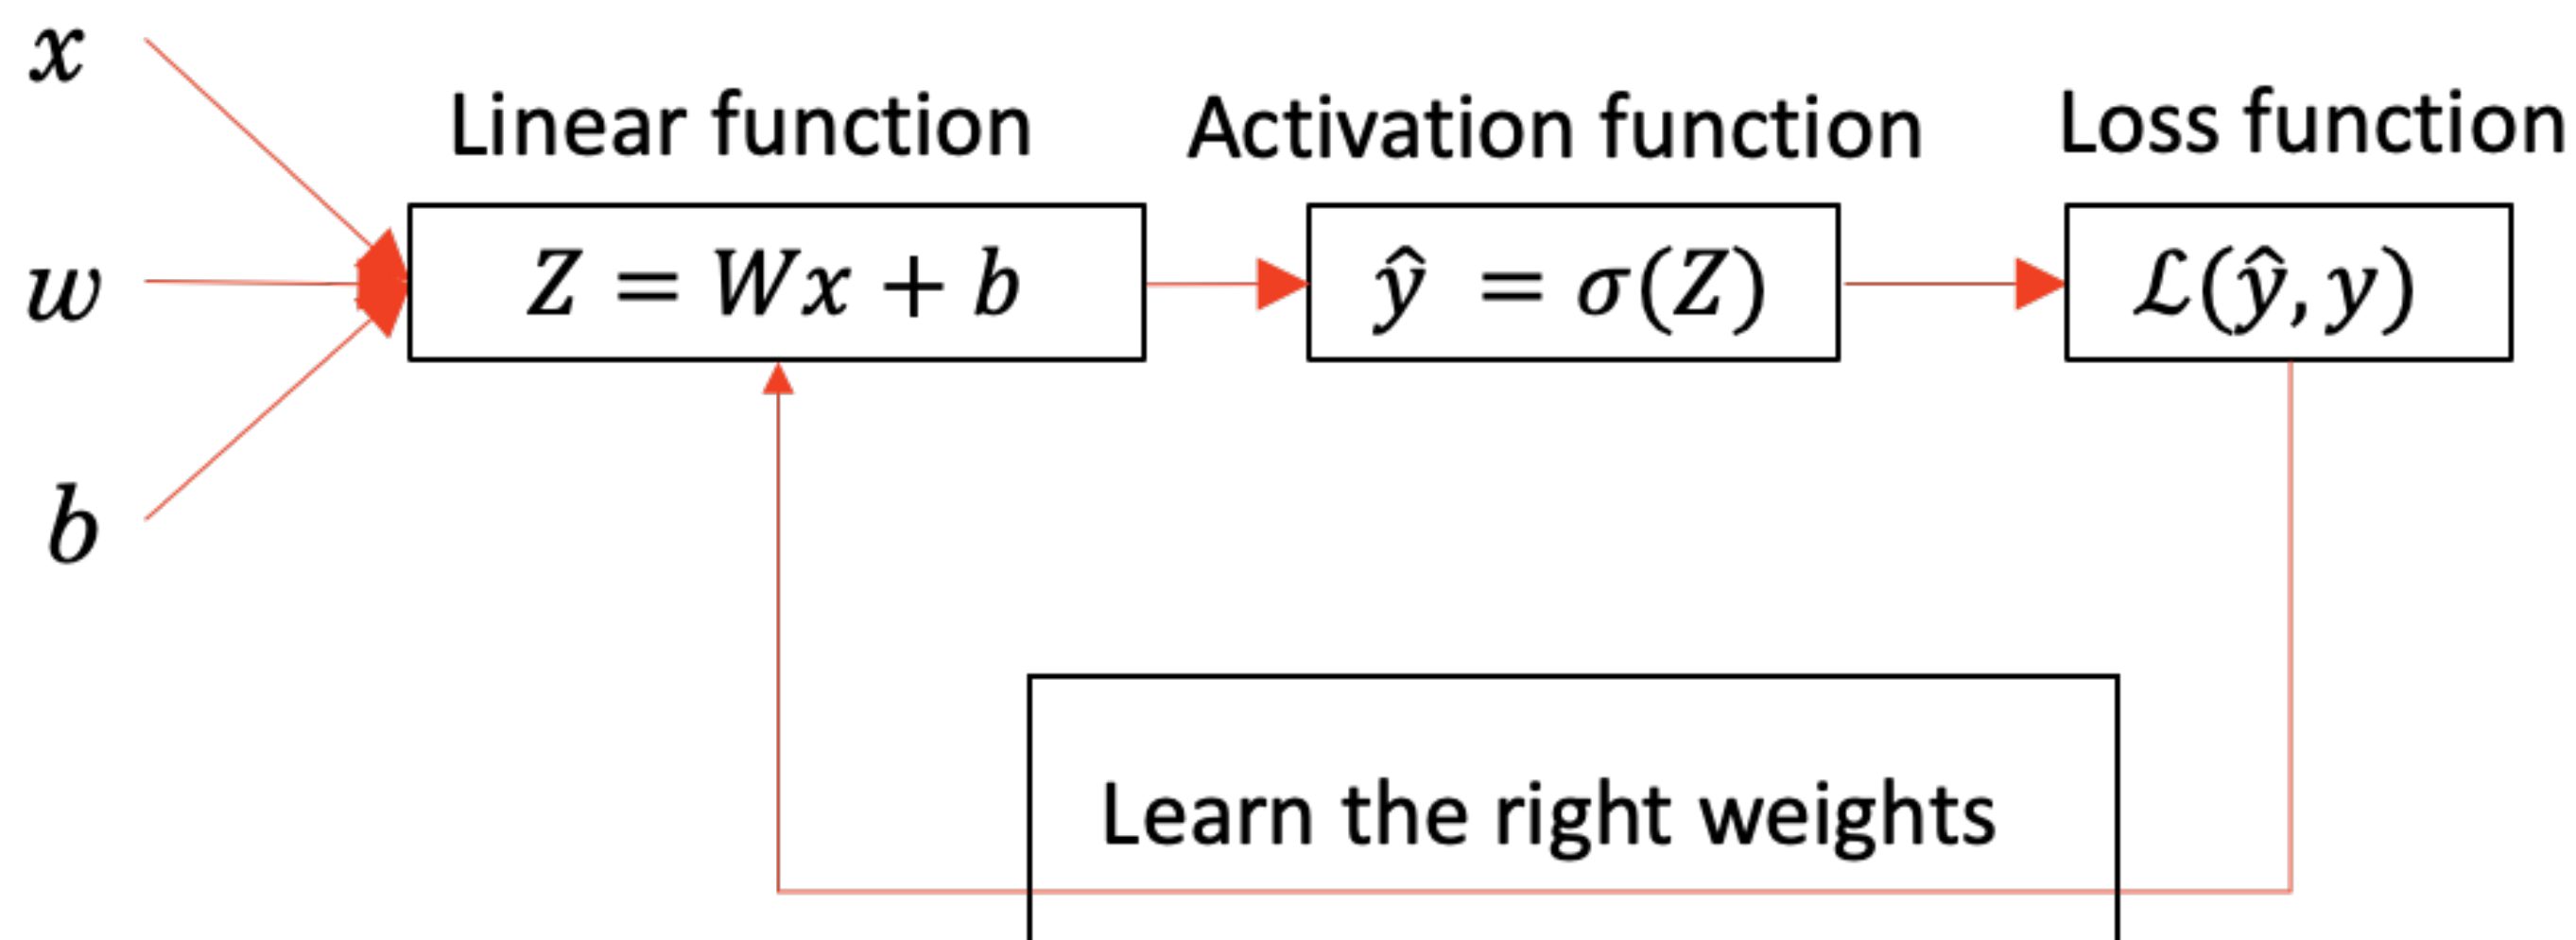 x
w
b
Linear function
Z = Wx + b
Activation function
ŷ = σ(Z)
Loss function
ℒ(ŷ, y)
Learn the right weights